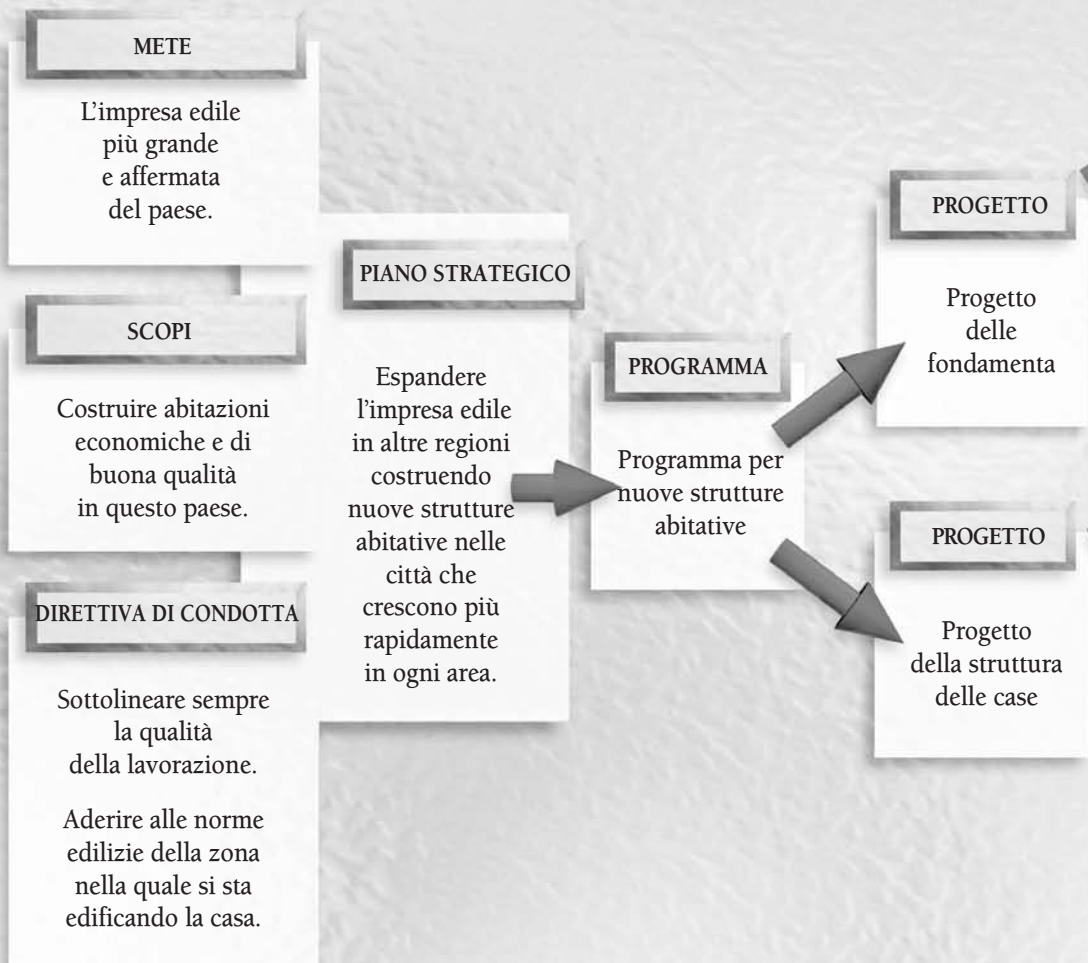 METE
L'impresa edile
più grande
e affermata
del paese.
SCOPI
Costruire abitazioni
economiche e di
buona qualità
in questo paese.
DIRETTIVA DI CONDOTTA
Sottolineare sempre
la qualità
della lavorazione.
Aderire alle norme
edilizie della zona
nella quale si sta
edificando la casa.
PIANO STRATEGICO
Espandere
l'impresa edile
in altre regioni
costruendo
nuove strutture
abitative nelle
città che
crescono più
rapidamente
in ogni area.
PROGRAMMA
Programma per
nuove strutture
abitative
PROGETTO
Progetto
delle
fondamenta
PROGETTO
Progetto
della struttura
delle case